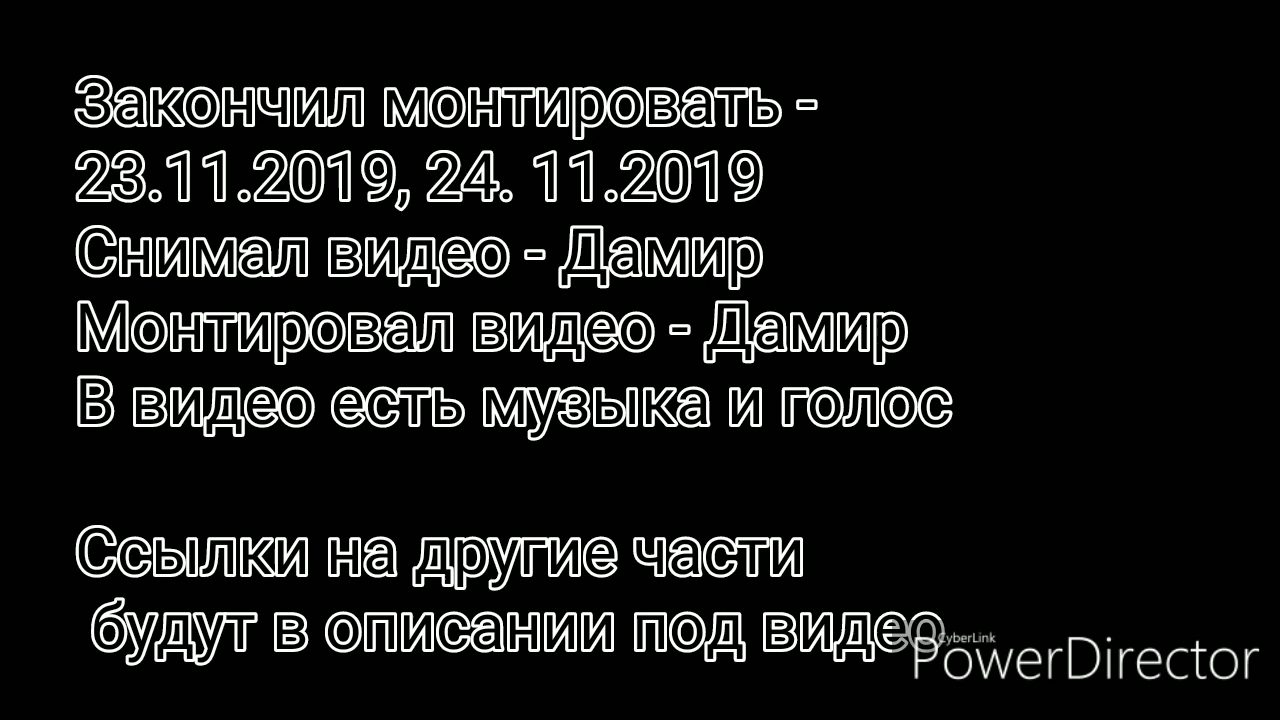 Закончил монтировать -
23.11.2019, 24. 11.2019
Снимал видео - Дамир
Монтировал видео - Дамир
В видео есть музыка и голос
Ссылки на другие части
будут в описании под видео
CyberLink
PowerDirector